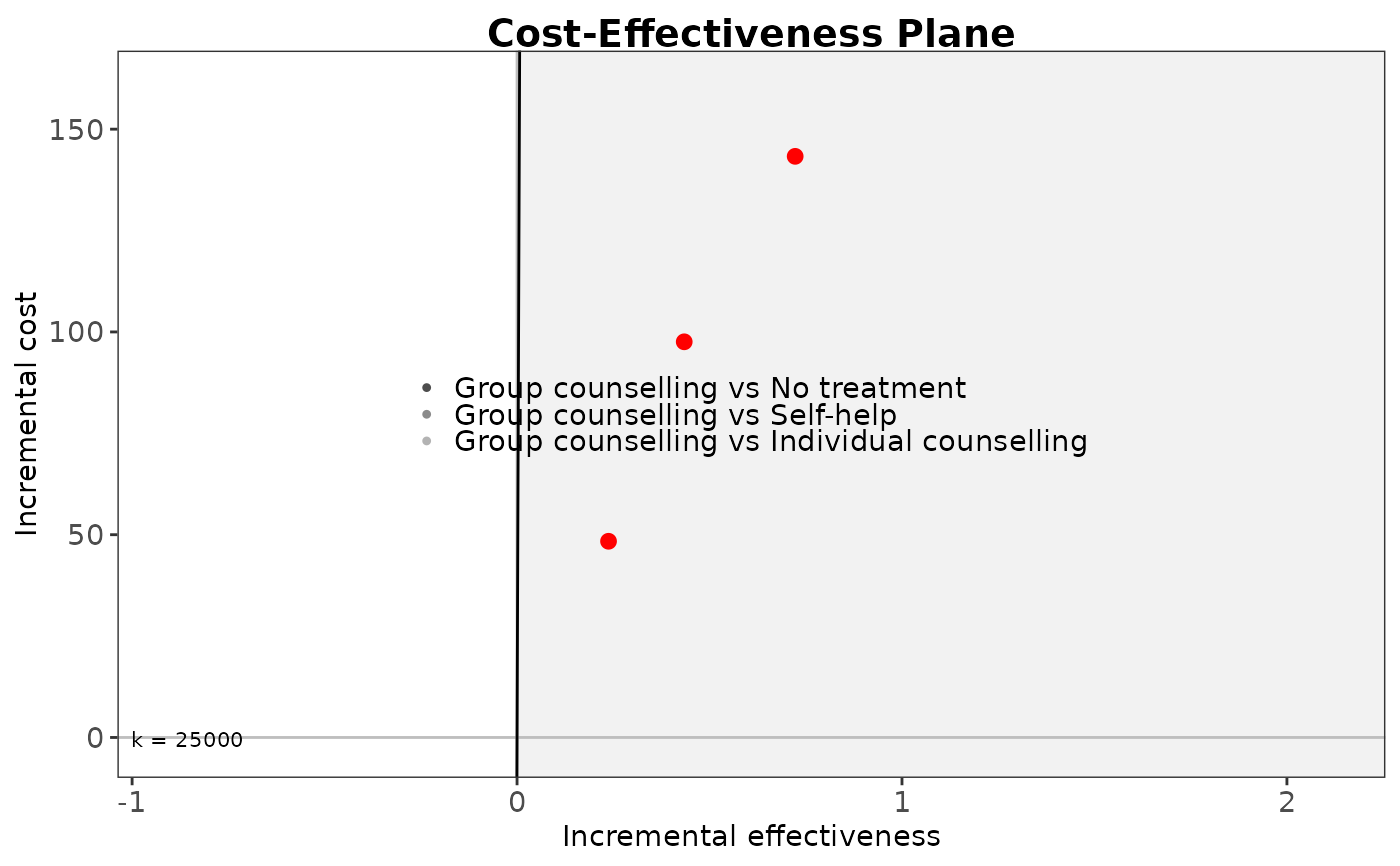 Cost-Effectiveness Plane
150
100
50
0
Incremental cost
Group counselling vs No treatment
Group counselling vs Self-help
Group counselling vs Individual counselling
k = 25000
-1
0
1
2
Incremental effectiveness